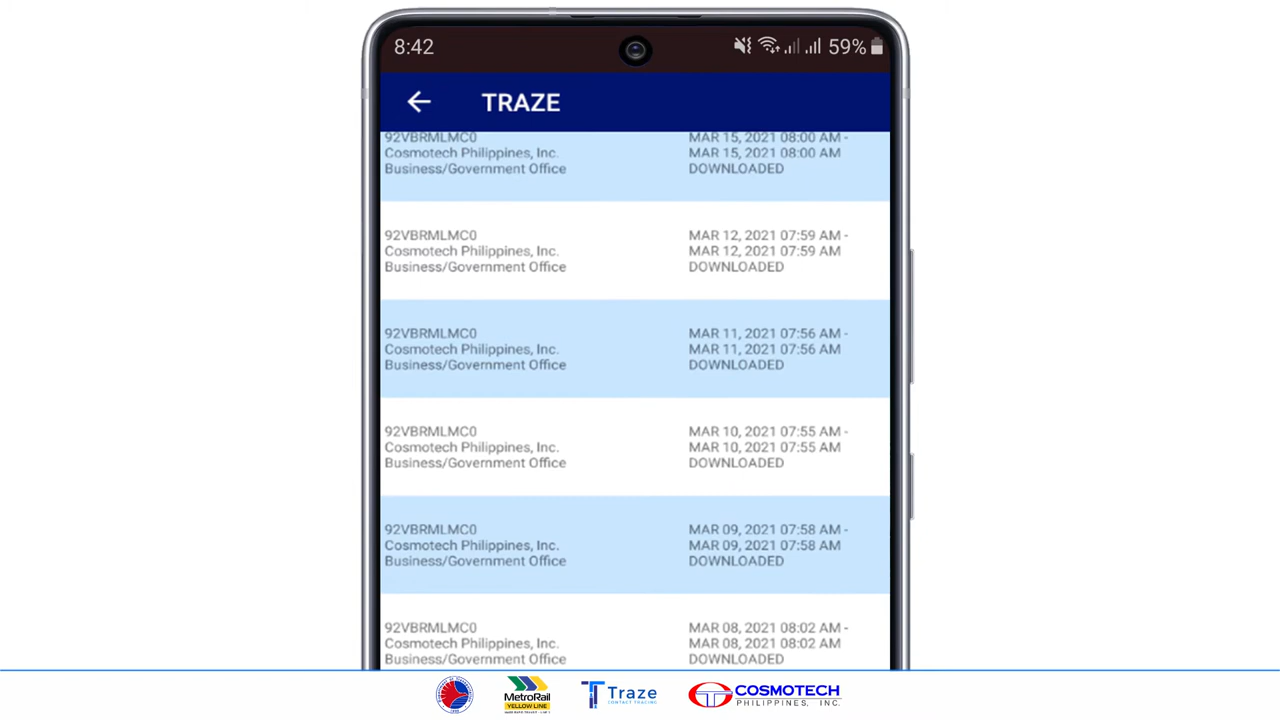 8:42
59%
TRAZE
92VBRMLMC0
Cosmotech Philippines, Inc.
Business/Government Office
MAR 15, 2021 08:00 AM -
MAR 15, 2021 08:00 AM
DOWNLOADED
92VBRMLMC0
Cosmotech Philippines, Inc.
Business/Government Office
MAR 12, 2021 07:59 AM -
MAR 12, 2021 07:59 AM
DOWNLOADED
92VBRMLMC0
Cosmotech Philippines, Inc.
Business/Government Office
MAR 11, 2021 07:56 AM -
MAR 11, 2021 07:56 AM
DOWNLOADED
92VBRMLMC0
Cosmotech Philippines, Inc.
Business/Government Office
MAR 10, 2021 07:55 AM -
MAR 10, 2021 07:55 AM
DOWNLOADED
92VBRMLMC0
Cosmotech Philippines, Inc.
Business/Government Office
MAR 09, 2021 07:58 AM -
MAR 09, 2021 07:58 AM
DOWNLOADED
92VBRMLMC0
Cosmotech Philippines, Inc.
Business/Government Office
MAR 08, 2021 08:02 AM -
MAR 08, 2021 08:02 AM
DOWNLOADED
MetroRail
YELLOW LINE
Traze
CONTACT TRACING
COSMOTECH
PHILIPPINES, INC.